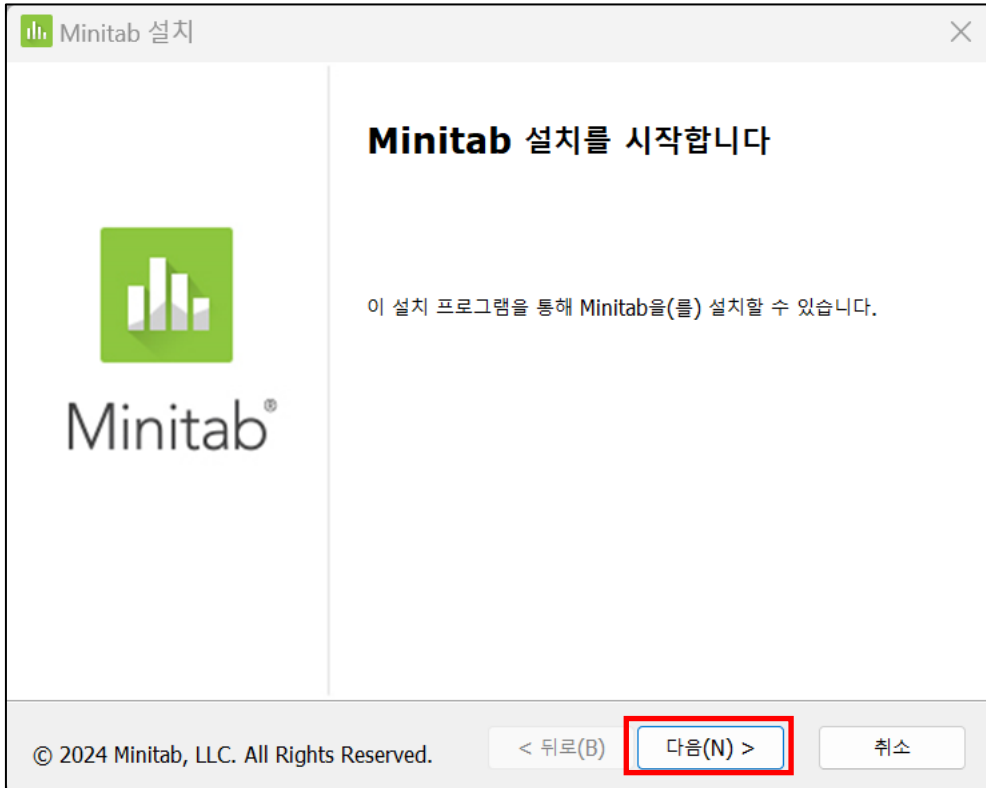 Minitab 설치
Minitab 설치를 시작합니다
이 설치 프로그램을 통해 Minitab을(를) 설치할 수 있습니다.
Minitab®
© 2024 Minitab, LLC. All Rights Reserved.
< 뒤로(B)
다음(N) >
취소